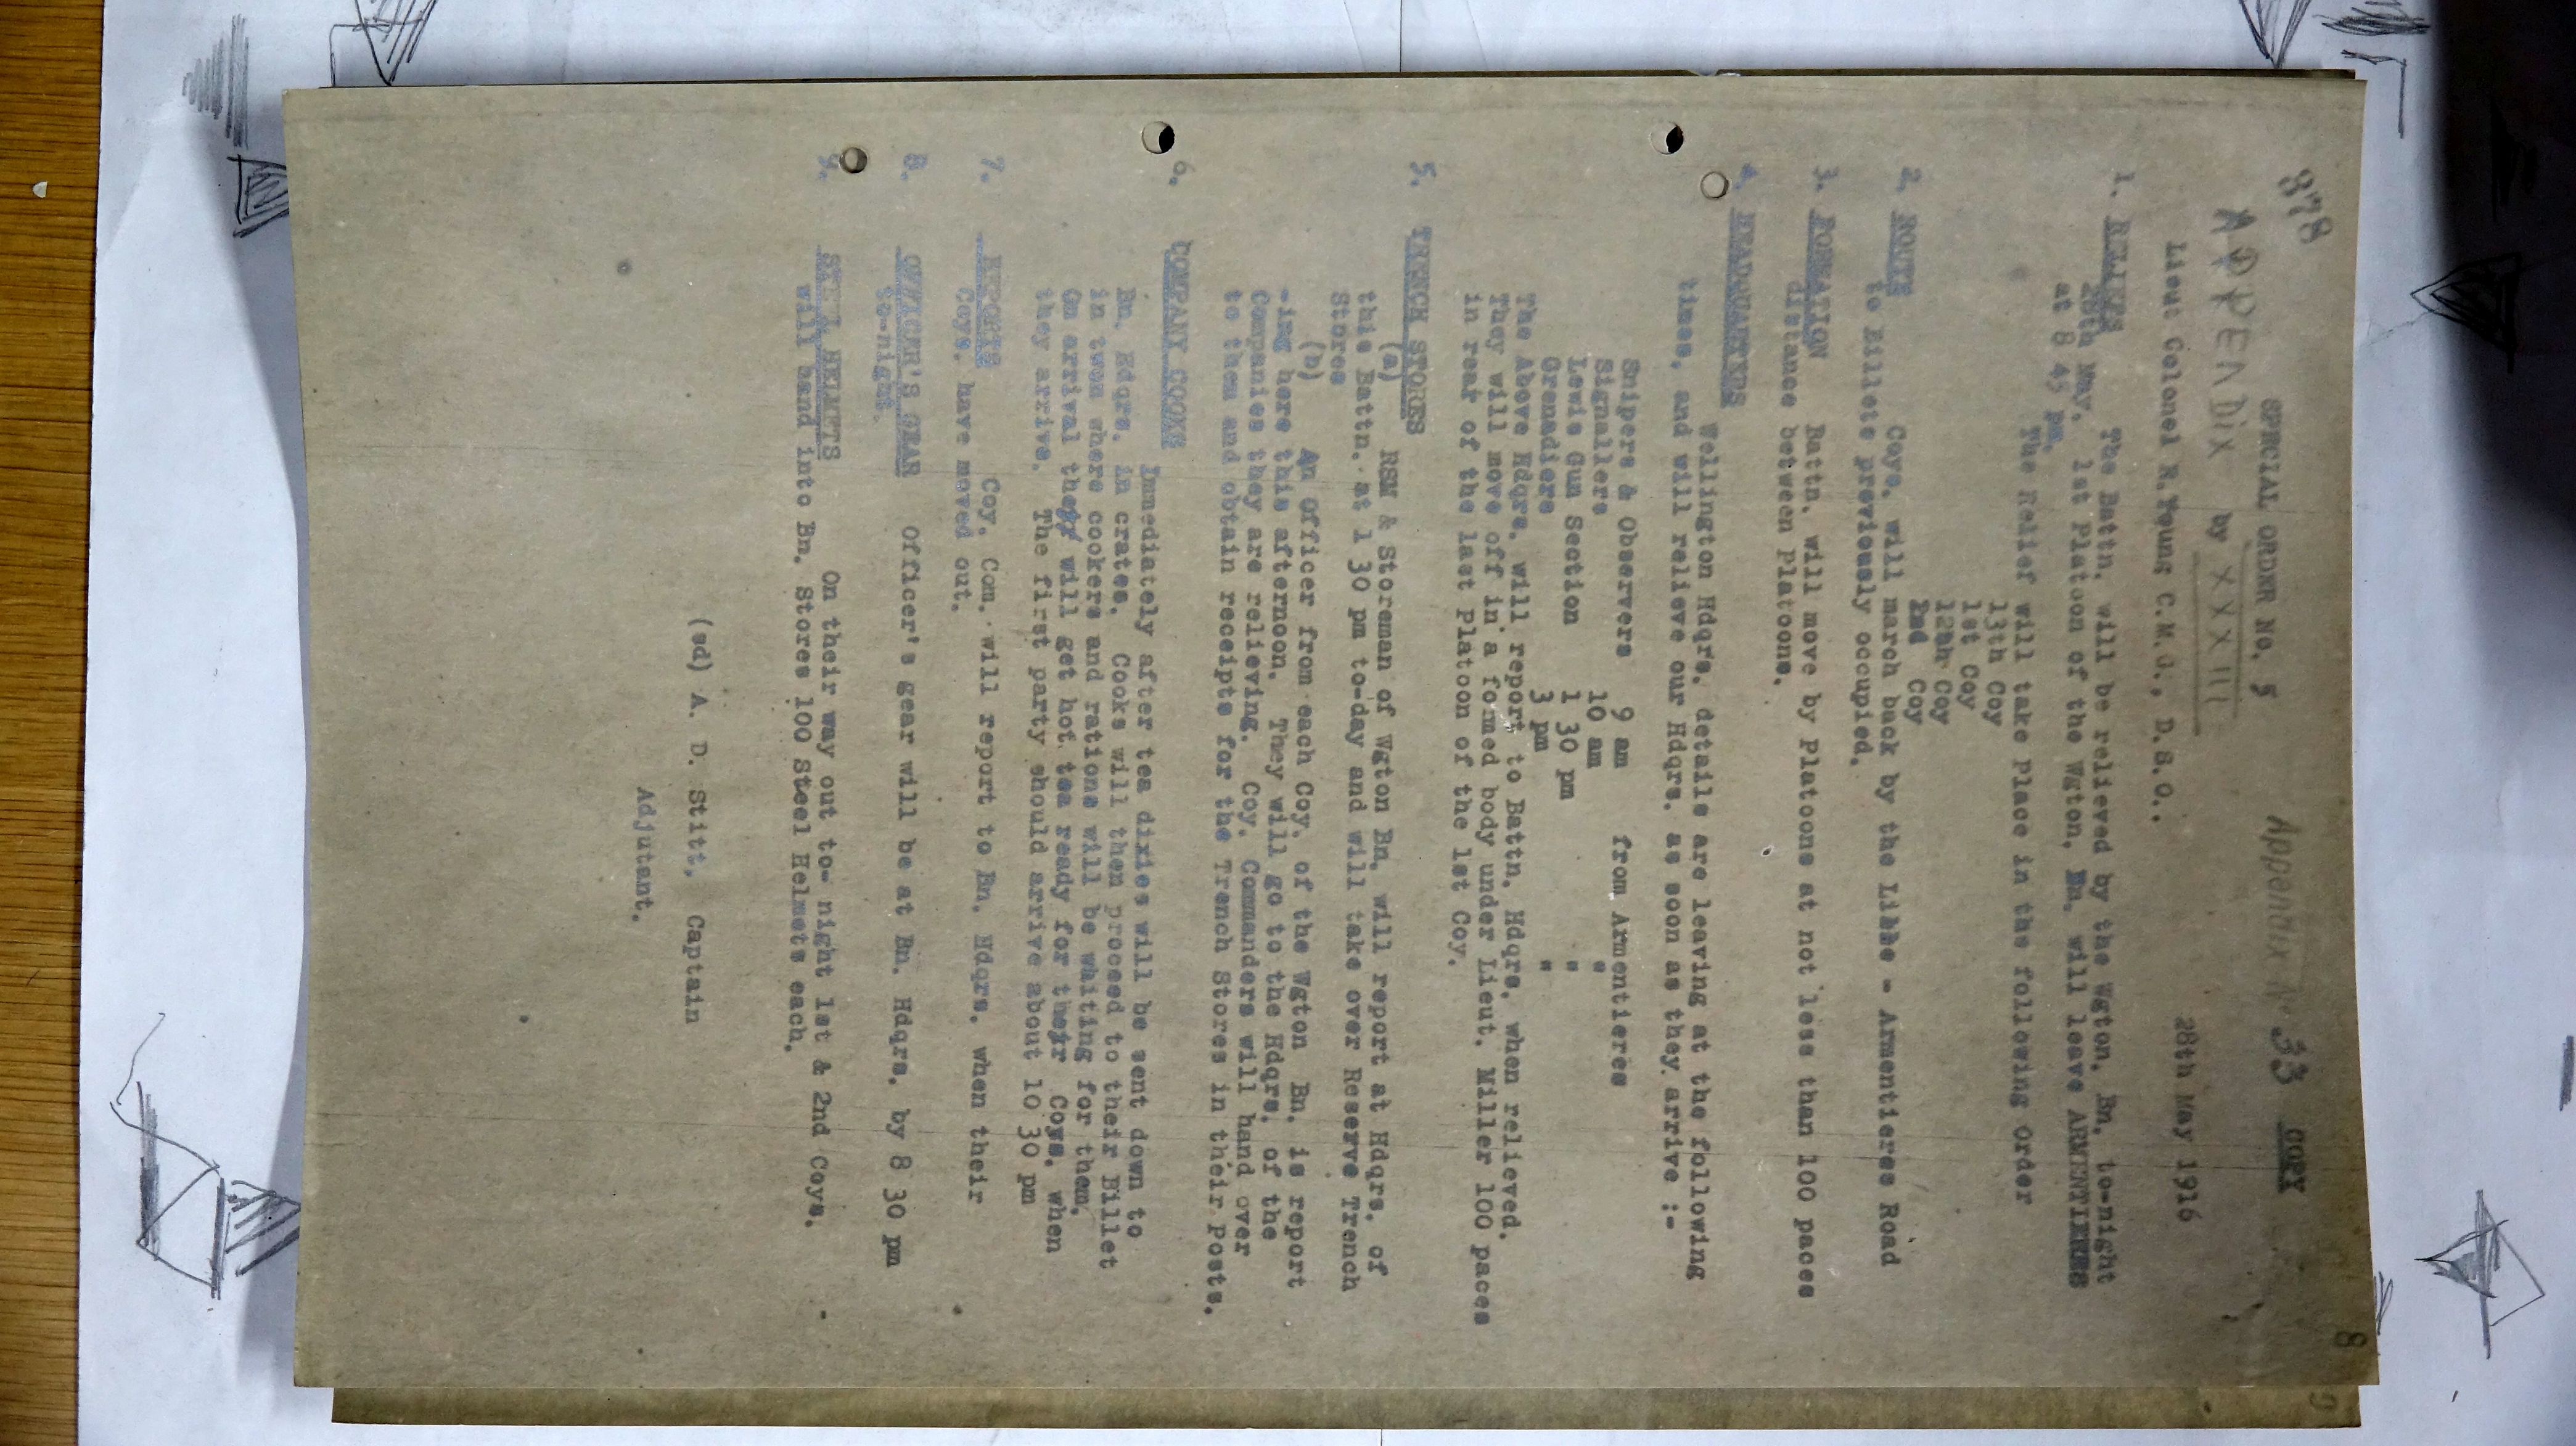 878
Appendix No 33 COPY
8
SPECIAL ORDER No. 5
APPENDIX XXXIII
by
Lieut Colonel R. Young C.M.G., D.S.O..
28th May 1916
1. RELIEF The Battn. will be relieved by the Wgton. Bn, to-night
28th May. 1st Platoon of the Wgton, Bn, will leave ARMENTIERES
at 8 45 pm.
The Relief will take Place in the following Order
13th Coy
1st Coy
12th Coy
2nd Coy
2. ROUTE Coys. will march back by the Lille - Armentieres Road
to Billets previously occupied.
3. FORMATION Battn. will move by Platoons at not less than 100 paces
distance between Platoons.
4. HEADQUARTERS
Wellington Hdqrs. details are leaving at the following
times, and will relieve our Hdqrs. as soon as they arrive :-
Snipers & Observers 9 am from Armentieres
Signallers 10 am "
Lewis Gun Section 1 30 pm "
Grenadiers 3 pm "
The Above Hdqrs. will report to Battn. Hdqrs. when relieved.
They will move off in a formed body under Lieut. Miller 100 paces
in rear of the last Platoon of the 1st Coy.
5. TRENCH STORES
(a) RSM & Storeman of Wgton Bn. will report at Hdqrs. of
this Battn. at 1 30 pm to-day and will take over Reserve Trench
Stores
(b) An Officer from each Coy. of the Wgton Bn. is report
-ing here this afternoon. They will go to the Hdqrs. of the
Companies they are relieving. Coy. Commanders will hand over
to them and obtain receipts for the Trench Stores in their Posts.
6. COMPANY COOKS
Immediately after tea dixies will be sent down to
Bn, Hdqrs. in crates. Cooks will then proceed to their Billet
in town where cookers and rations will be waiting for them.
On arrival they will get hot tea ready for their Coys. when
they arrive. The first party should arrive about 10 30 pm
7. REPORTS Coy. Com. will report to Bn. Hdqrs. when their
Coys. have moved out.
8. OFFICER'S GEAR Officer's gear will be at Bn. Hdqrs. by 8 30 pm
to-night.
9. STEEL HELMETS On their way out to- night 1st & 2nd Coys.
will hand into Bn. Stores 100 Steel Helmets each.
(sd) A. D. Stitt, Captain
Adjutant.